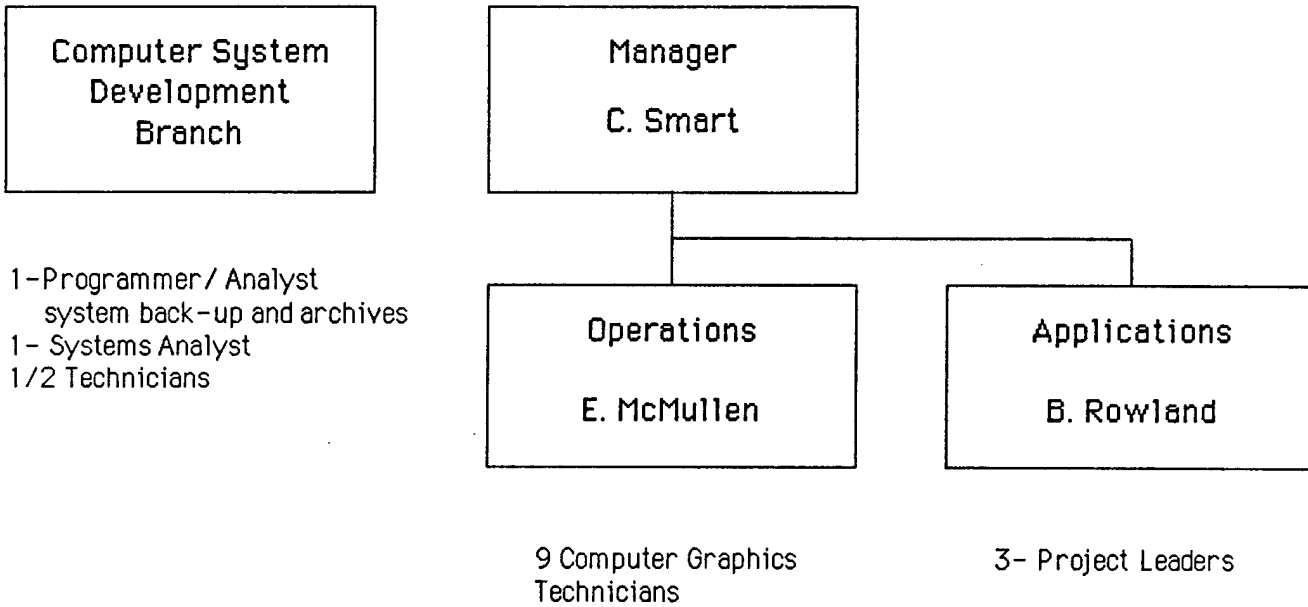 Computer System
Development
Branch
Manager
C. Smart
1-Programmer/ Analyst
system back-up and archives
1- Systems Analyst
1/2 Technicians
Operations
E. McMullen
Applications
B. Rowland
9 Computer Graphics
Technicians
3- Project Leaders